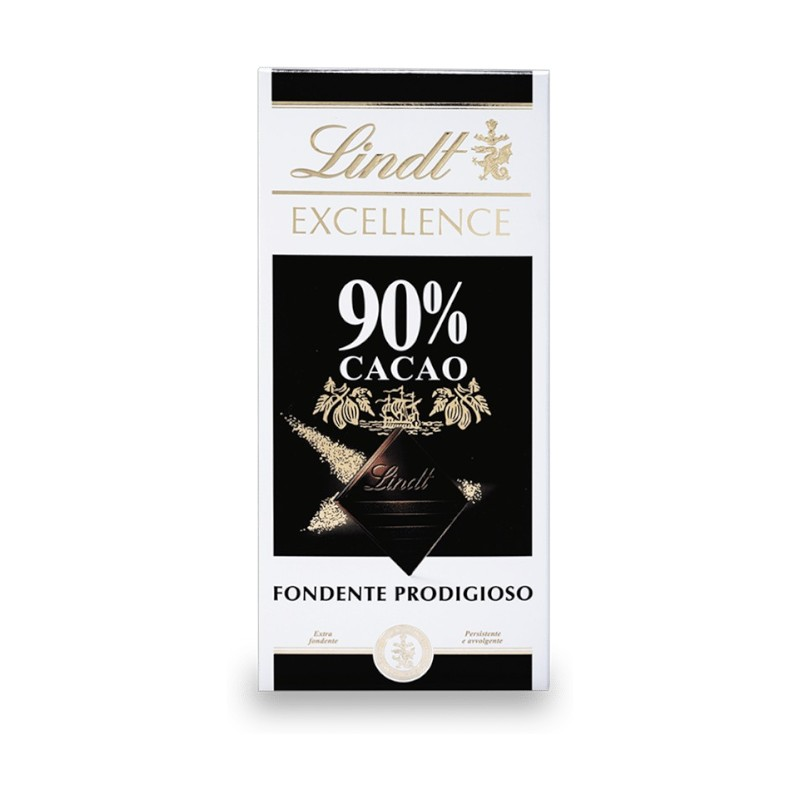 Lindt
EXCELLENCE
90%
CACAO
Lindt
FONDENTE PRODIGIOSO
Extra
fondente
Persistente
e avvolgente